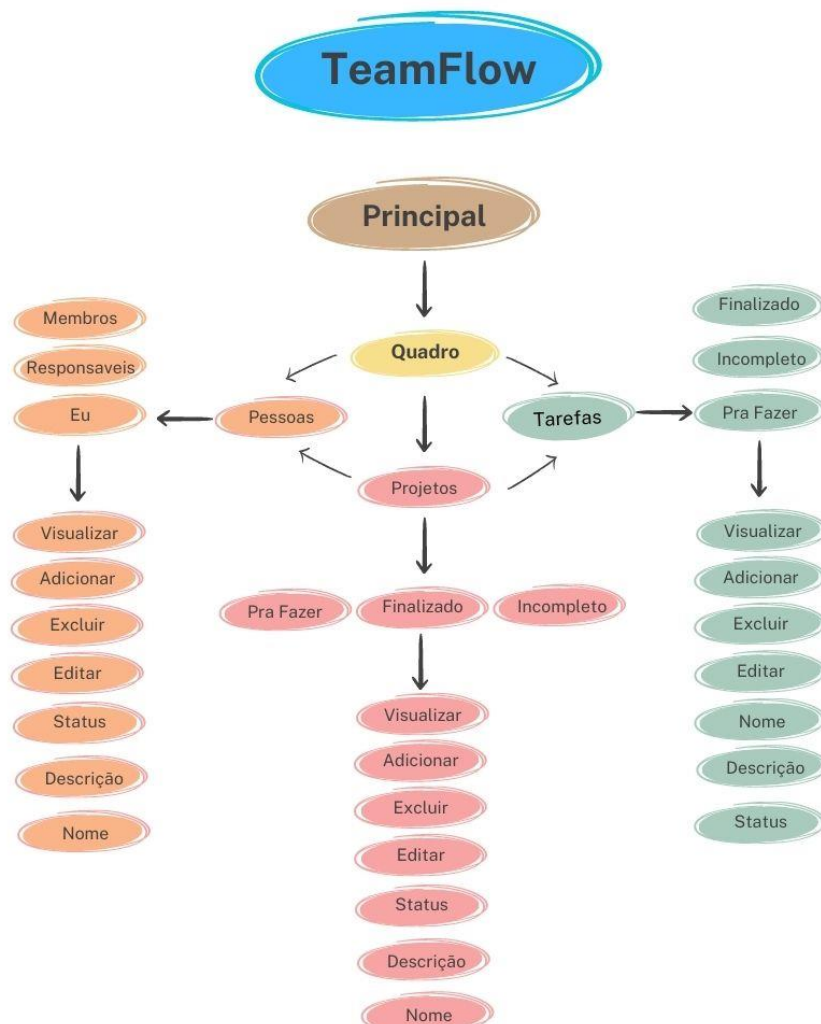 TeamFlow
Principal
Quadro
Pessoas
Tarefas
Projetos
Membros
Responsaveis
Eu
Visualizar
Adicionar
Excluir
Editar
Status
Descrição
Nome
Pra Fazer
Finalizado
Incompleto
Visualizar
Adicionar
Excluir
Editar
Status
Descrição
Nome
Finalizado
Incompleto
Pra Fazer
Visualizar
Adicionar
Excluir
Editar
Nome
Descrição
Status